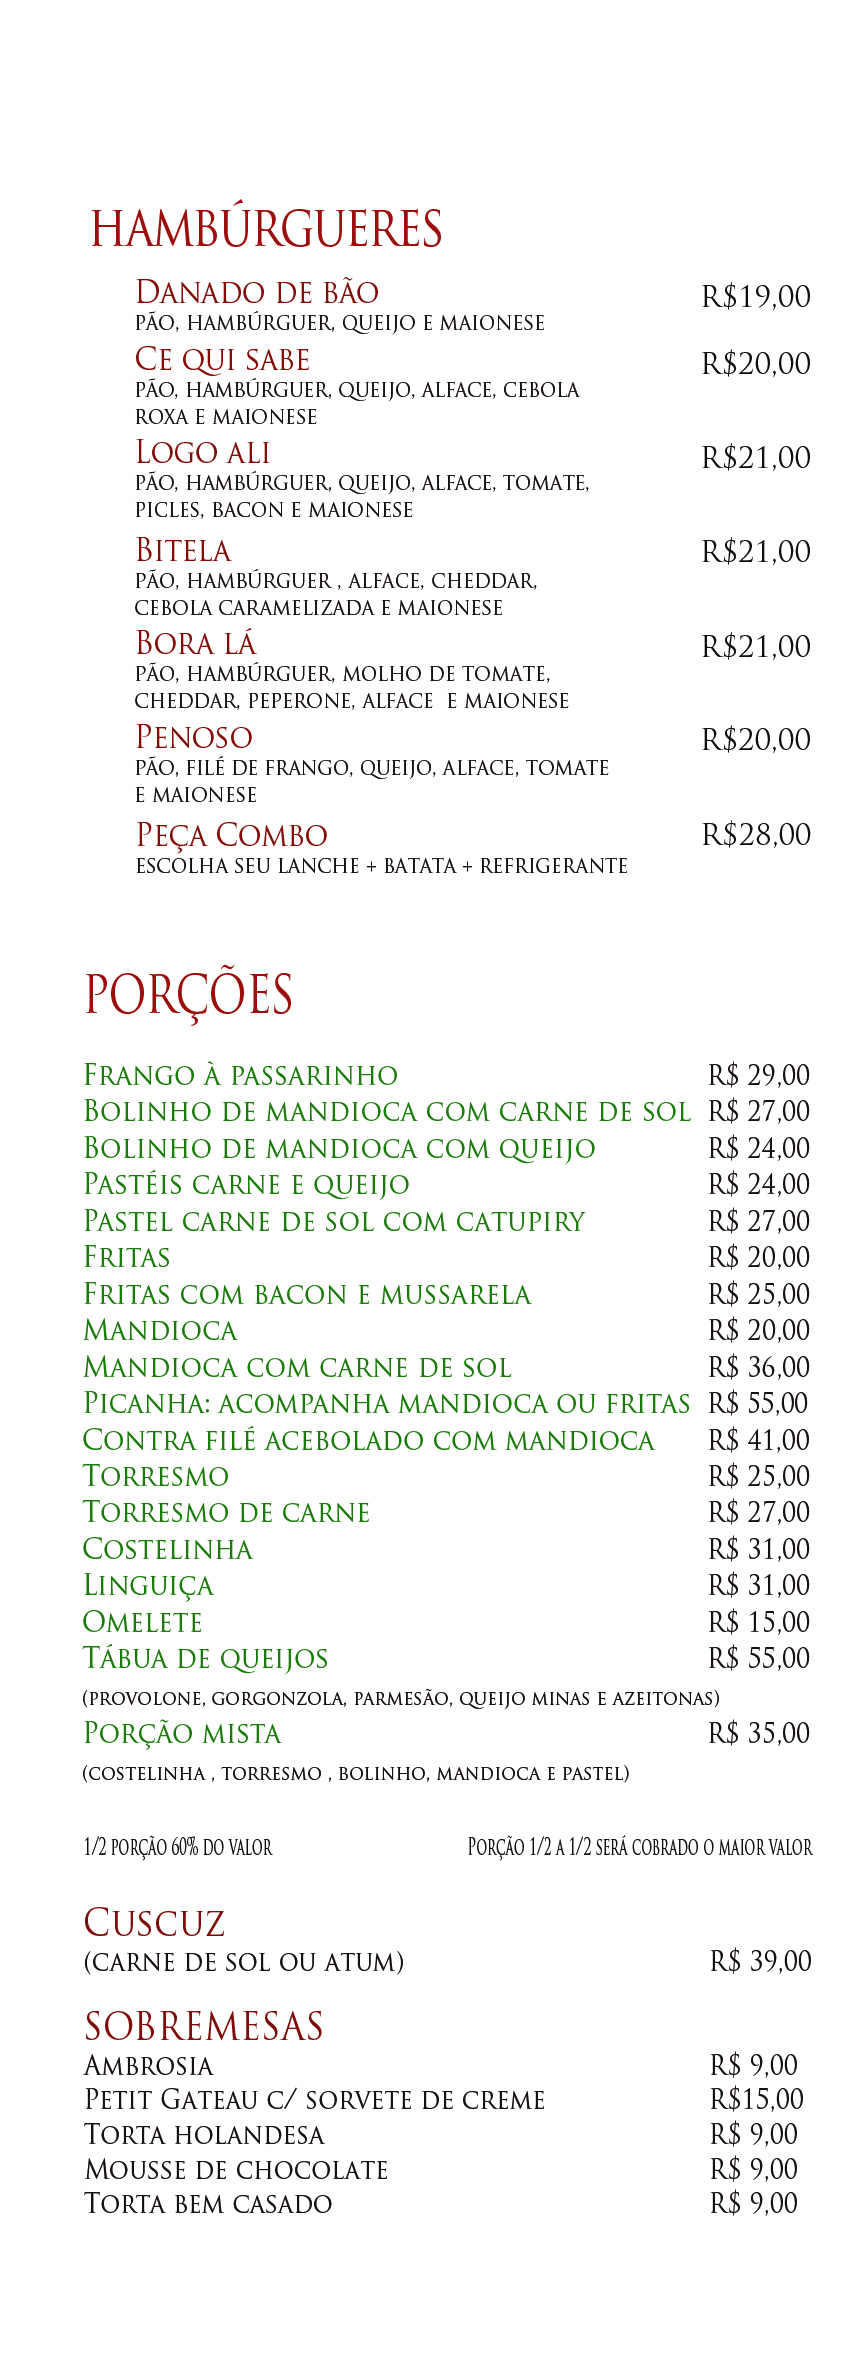 HAMBÚRGUERES
Danado de bão R$19,00
pão, hambúrguer, queijo e maionese
Ce qui sabe R$20,00
pão, hambúrguer, queijo, alface, cebola
roxa e maionese
Logo ali R$21,00
pão, hambúrguer, queijo, alface, tomate,
picles, bacon e maionese
Bitela R$21,00
pão, hambúrguer , alface, cheddar,
cebola caramelizada e maionese
Bora lá R$21,00
pão, hambúrguer, molho de tomate,
cheddar, peperone, alface e maionese
Penoso R$20,00
pão, filé de frango, queijo, alface, tomate
e maionese
Peça Combo R$28,00
escolha seu lanche + batata + refrigerante
PORÇÕES
Frango à passarinho R$ 29,00
Bolinho de mandioca com carne de sol R$ 27,00
Bolinho de mandioca com queijo R$ 24,00
Pastéis carne e queijo R$ 24,00
Pastel carne de sol com catupiry R$ 27,00
Fritas R$ 20,00
Fritas com bacon e mussarela R$ 25,00
Mandioca R$ 20,00
Mandioca com carne de sol R$ 36,00
Picanha: acompanha mandioca ou fritas R$ 55,00
Contra filé acebolado com mandioca R$ 41,00
Torresmo R$ 25,00
Torresmo de carne R$ 27,00
Costelinha R$ 31,00
Linguiça R$ 31,00
Omelete R$ 15,00
Tábua de queijos R$ 55,00
(provolone, gorgonzola, parmesão, queijo minas e azeitonas)
Porção mista R$ 35,00
(costelinha , torresmo , bolinho, mandioca e pastel)
1/2 porção 60% do valor Porção 1/2 a 1/2 será cobrado o maior valor
Cuscuz
(carne de sol ou atum) R$ 39,00
SOBREMESAS
Ambrosia R$ 9,00
Petit Gateau c/ sorvete de creme R$15,00
Torta holandesa R$ 9,00
Mousse de chocolate R$ 9,00
Torta bem casado R$ 9,00